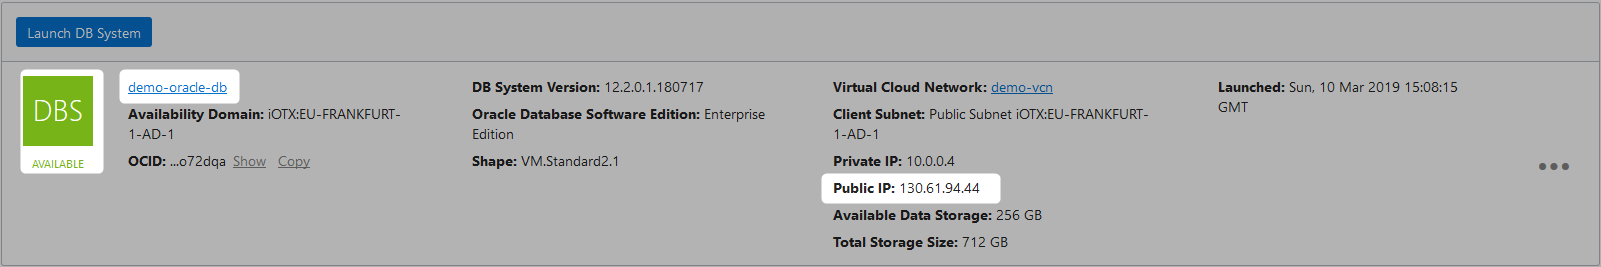 Launch DB System
DBS
AVAILABLE
demo-oracle-db
Availability Domain: iOTX:EU-FRANKFURT-
1-AD-1
OCID: ...o72dqa Show Copy
DB System Version: 12.2.0.1.180717
Oracle Database Software Edition: Enterprise
Edition
Shape: VM.Standard2.1
Virtual Cloud Network: demo-vcn
Client Subnet: Public Subnet iOTX:EU-FRANKFURT-
1-AD-1
Private IP: 10.0.0.4
Public IP: 130.61.94.44
Available Data Storage: 256 GB
Total Storage Size: 712 GB
Launched: Sun, 10 Mar 2019 15:08:15
GMT